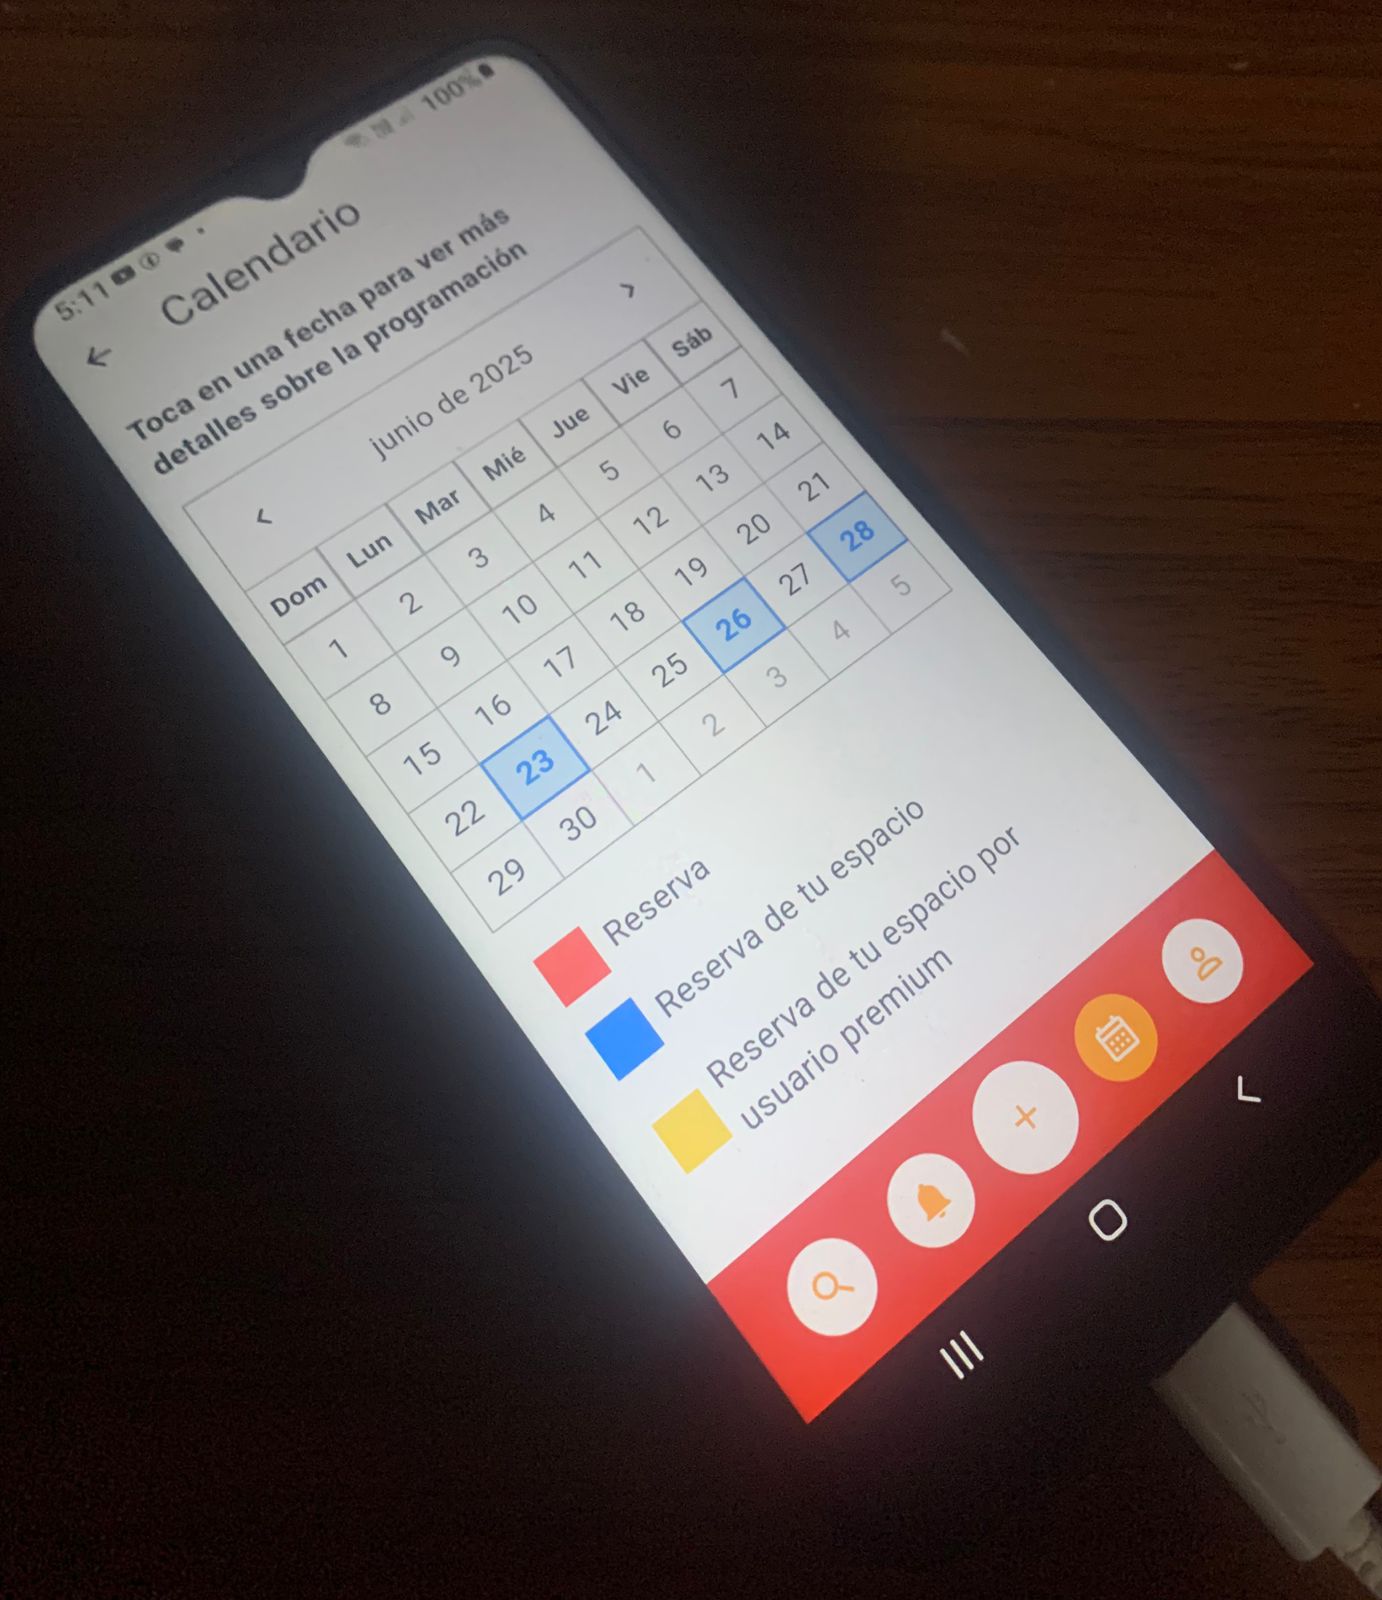 5:11 100%
Calendario
Toca en una fecha para ver más
detalles sobre la programación
< junio de 2025 >
Dom Lun Mar Mié Jue Vie Sáb
1 2 3 4 5 6 7
8 9 10 11 12 13 14
15 16 17 18 19 20 21
22 23 24 25 26 27 28
29 30 1 2 3 4 5
Reserva
Reserva de tu espacio
Reserva de tu espacio por
usuario premium